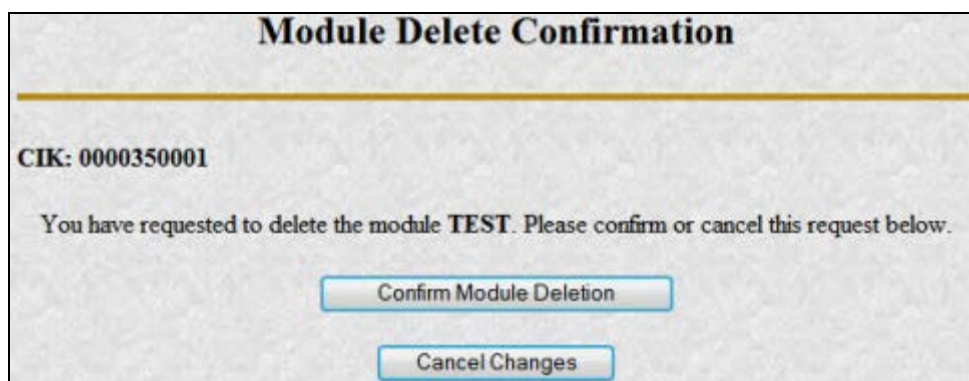 Module Delete Confirmation
CIK: 0000350001
You have requested to delete the module TEST. Please confirm or cancel this request below.
Confirm Module Deletion
Cancel Changes